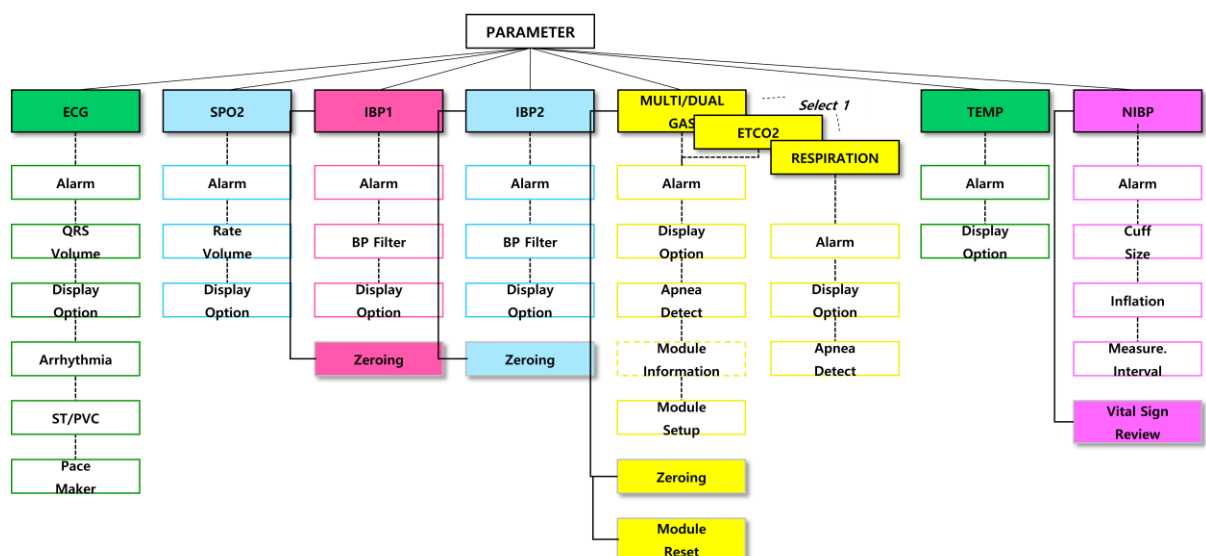 PARAMETER
ECG
SPO2
IBP1
IBP2
MULTI/DUAL
GAS
ETCO2
RESPIRATION
Select 1
TEMP
NIBP
Alarm
QRS
Volume
Display
Option
Arrhythmia
ST/PVC
Pace
Maker
Alarm
Rate
Volume
Display
Option
Alarm
BP Filter
Display
Option
Zeroing
Alarm
BP Filter
Display
Option
Zeroing
Alarm
Display
Option
Apnea
Detect
Module
Information
Module
Setup
Zeroing
Module
Reset
Alarm
Display
Option
Apnea
Detect
Alarm
Display
Option
Alarm
Cuff
Size
Inflation
Measure.
Interval
Vital Sign
Review